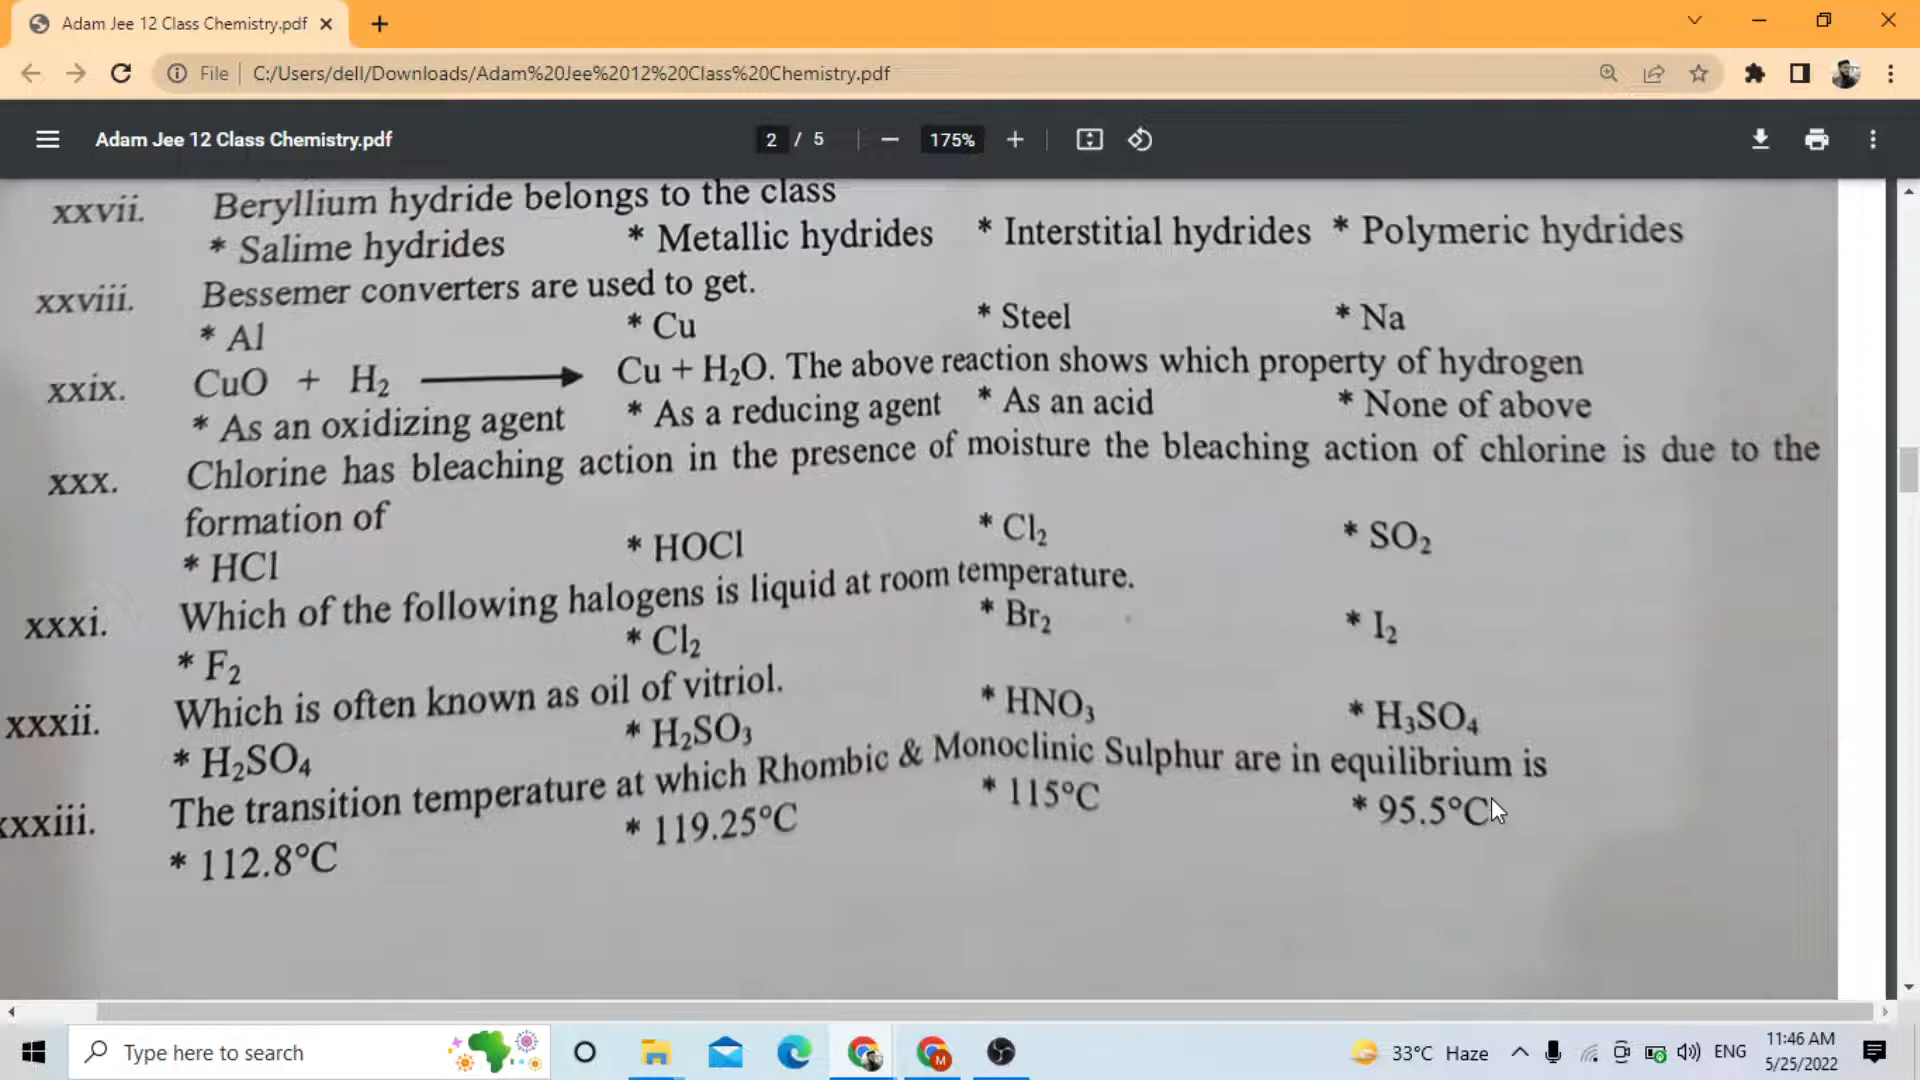 Adam Jee 12 Class Chemistry.pdf
File C:/Users/dell/Downloads/Adam%20Jee%2012%20Class%20Chemistry.pdf
Adam Jee 12 Class Chemistry.pdf 2 / 5 175%
xxvii. Beryllium hydride belongs to the class
* Salime hydrides * Metallic hydrides * Interstitial hydrides * Polymeric hydrides
xxviii. Bessemer converters are used to get.
* Al * Cu * Steel * Na
xxix. CuO + H₂ ⟶ Cu + H₂O. The above reaction shows which property of hydrogen
* As an oxidizing agent * As a reducing agent * As an acid * None of above
xxx. Chlorine has bleaching action in the presence of moisture the bleaching action of chlorine is due to the
formation of
* HCl * HOCl * Cl₂ * SO₂
xxxi. Which of the following halogens is liquid at room temperature.
* F₂ * Cl₂ * Br₂ * I₂
xxxii. Which is often known as oil of vitriol.
* H₂SO₄ * H₂SO₃ * HNO₃ * H₃SO₄
xxxiii. The transition temperature at which Rhombic & Monoclinic Sulphur are in equilibrium is
* 112.8°C * 119.25°C * 115°C * 95.5°C
Type here to search 33°C Haze ENG 11:46 AM
5/25/2022